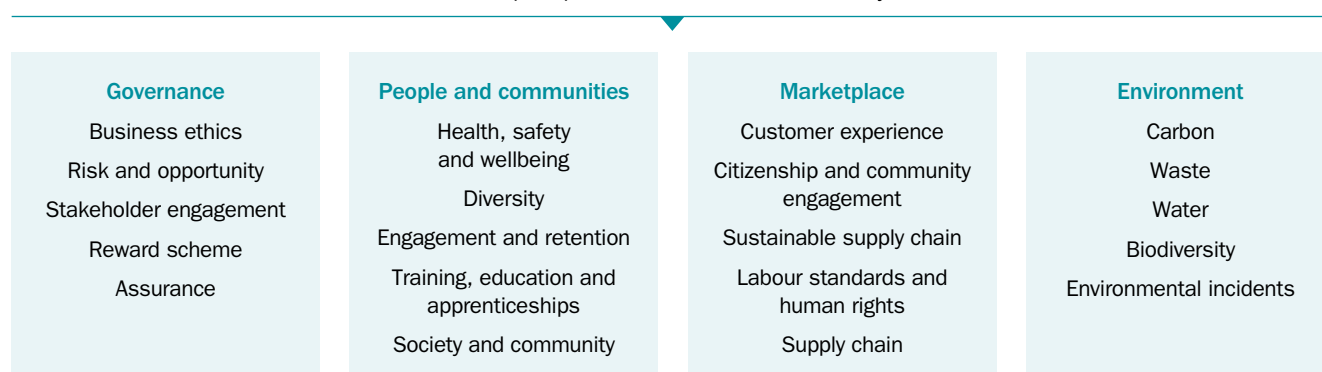 Governance
Business ethics
Risk and opportunity
Stakeholder engagement
Reward scheme
Assurance
People and communities
Health, safety
and wellbeing
Diversity
Engagement and retention
Training, education and
apprenticeships
Society and community
Marketplace
Customer experience
Citizenship and community
engagement
Sustainable supply chain
Labour standards and
human rights
Supply chain
Environment
Carbon
Waste
Water
Biodiversity
Environmental incidents